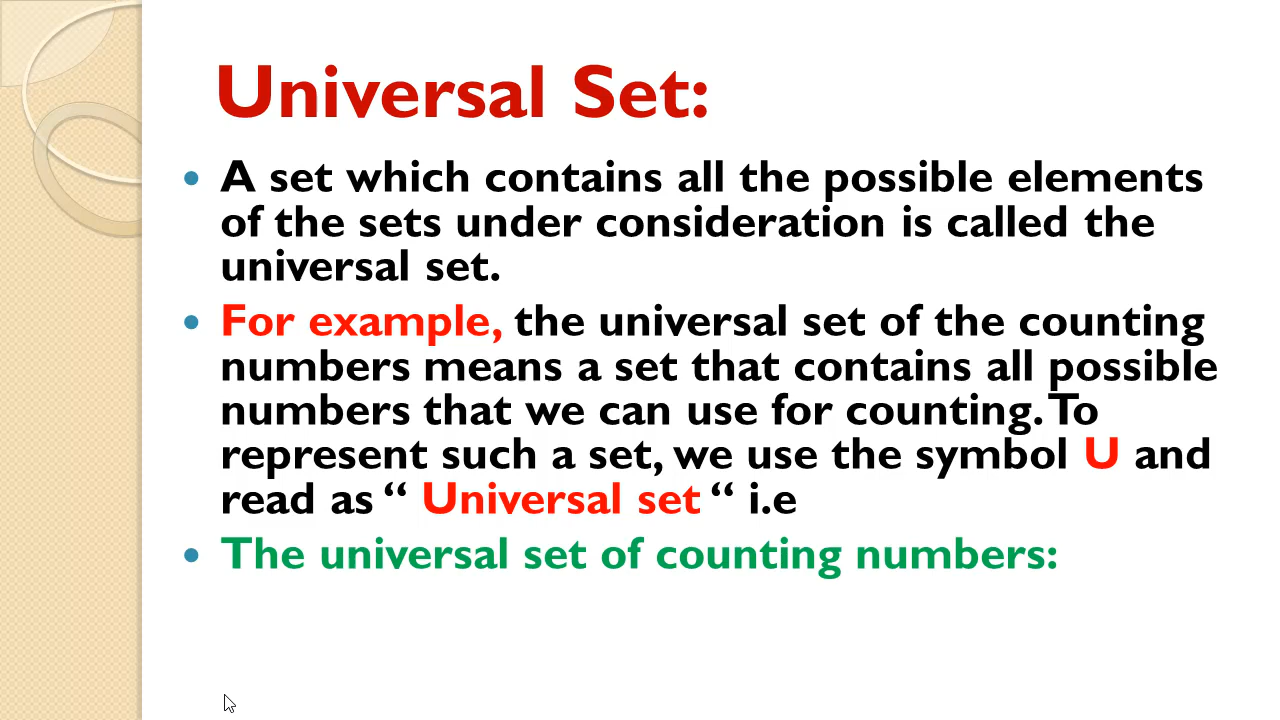 Universal Set:
A set which contains all the possible elements
of the sets under consideration is called the
universal set.
For example, the universal set of the counting
numbers means a set that contains all possible
numbers that we can use for counting. To
represent such a set, we use the symbol U and
read as “ Universal set “ i.e
The universal set of counting numbers: